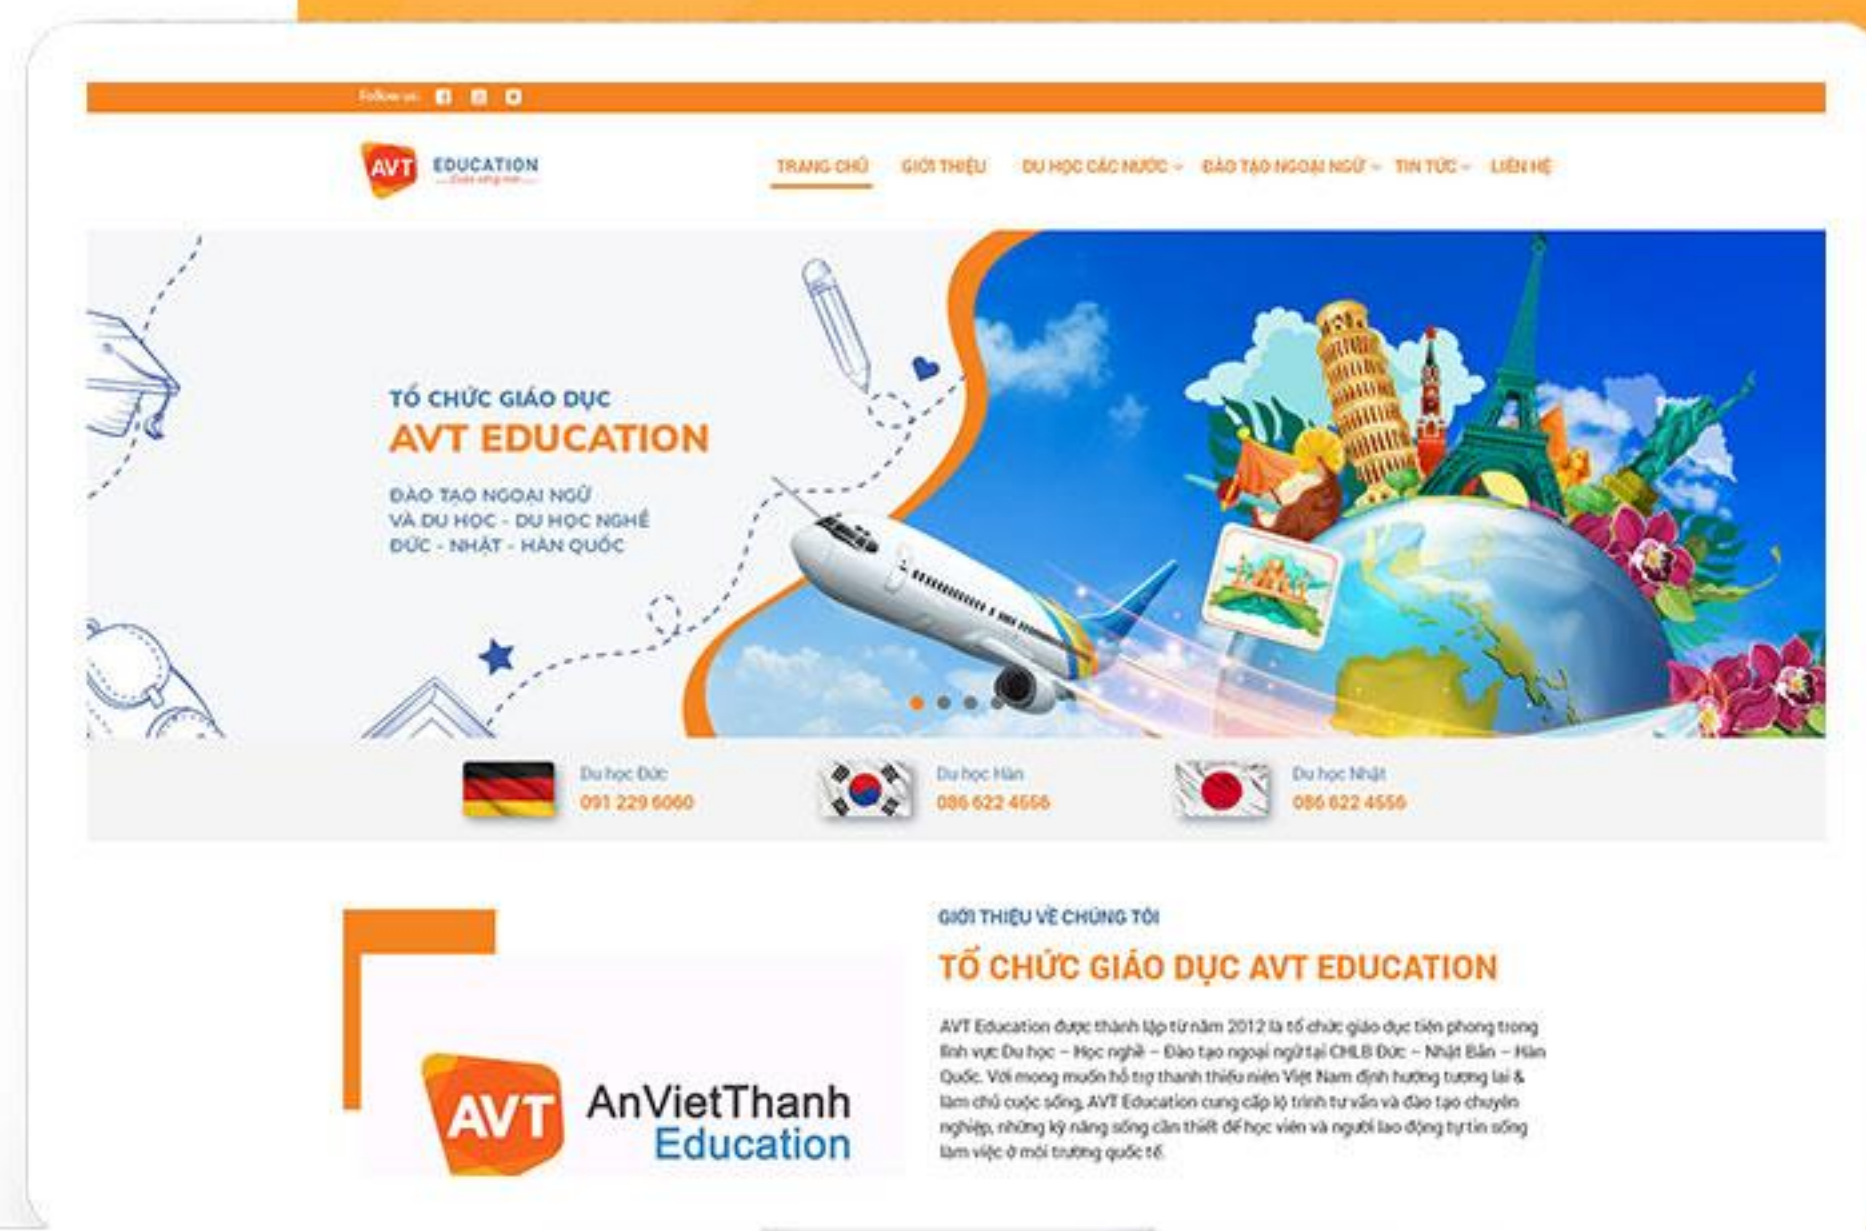 Follow us:
AVT
EDUCATION
TRANG CHỦ
GIỚI THIỆU
DU HỌC CÁC NƯỚC
ĐÀO TẠO NGOẠI NGỮ
TIN TỨC
LIÊN HỆ
TỔ CHỨC GIÁO DỤC
AVT EDUCATION
ĐÀO TẠO NGOẠI NGỮ
VÀ DU HỌC - DU HỌC NGHỀ
ĐỨC - NHẬT - HÀN QUỐC
Du học Đức
091 229 6060
Du học Hàn
086 622 4556
Du học Nhật
086 622 4556
GIỚI THIỆU VỀ CHÚNG TÔI
TỔ CHỨC GIÁO DỤC AVT EDUCATION
AVT Education được thành lập từ năm 2012 là tổ chức giáo dục tiên phong trong
lĩnh vực Du học – Học nghề – Đào tạo ngoại ngữ tại CHLB Đức – Nhật Bản – Hàn
Quốc. Với mong muốn hỗ trợ thanh thiếu niên Việt Nam định hướng tương lai &
làm chủ cuộc sống, AVT Education cung cấp lộ trình tư vấn và đào tạo chuyên
nghiệp, những kỹ năng sống cần thiết để học viên và người lao động tự tin sống
làm việc ở môi trường quốc tế.
AVT
AnVietThanh
Education